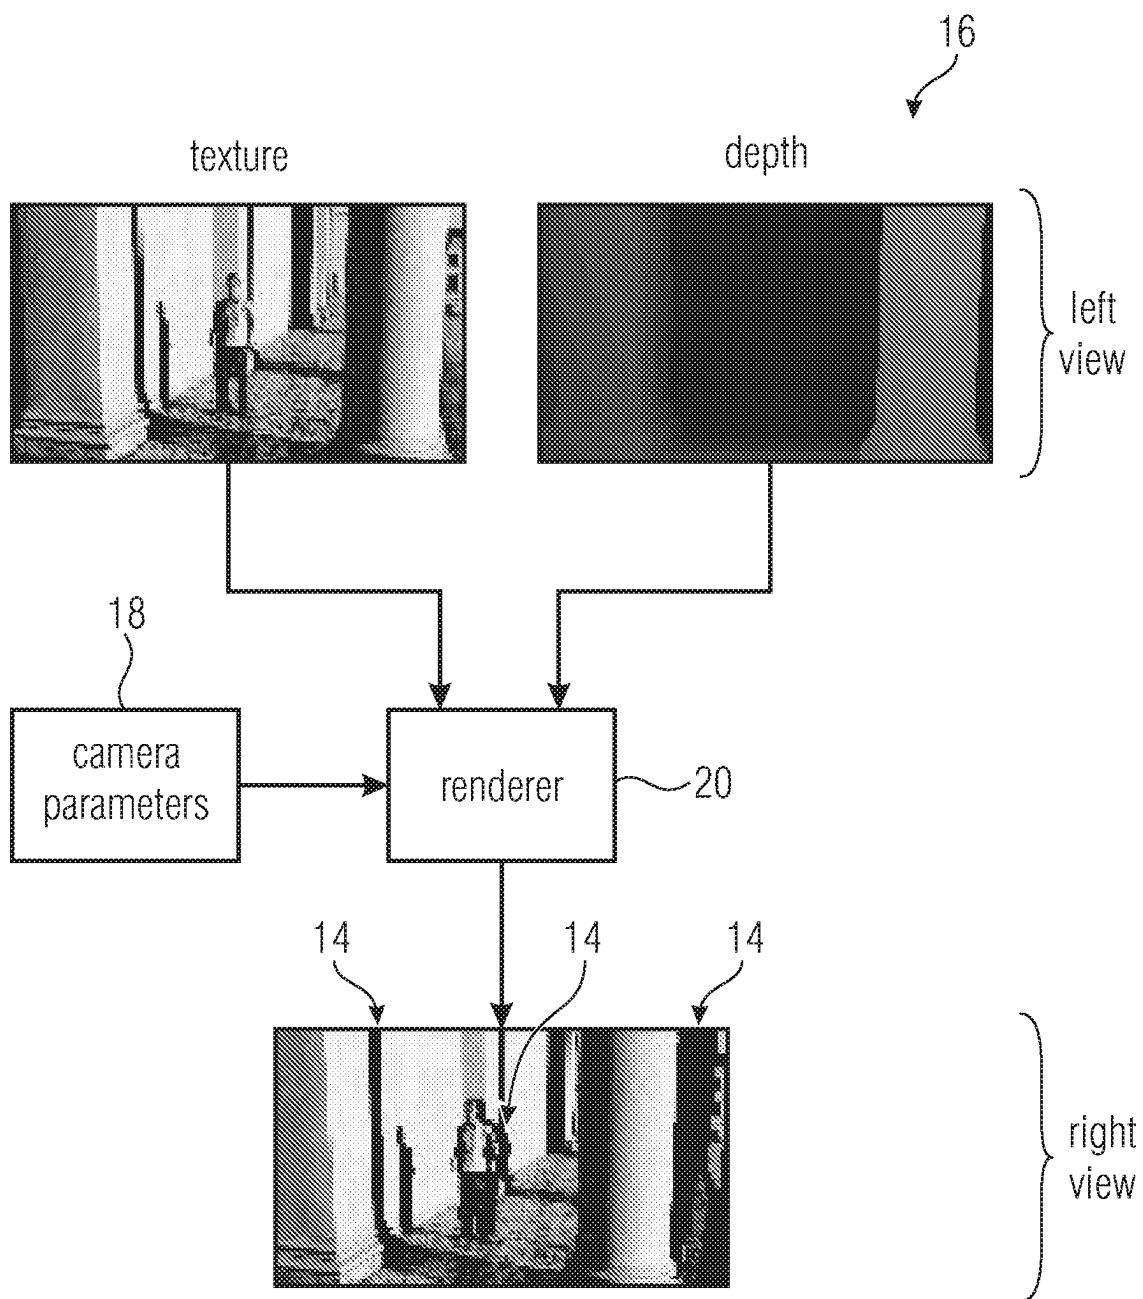 16
texture
depth
left
view
18
camera
parameters
renderer
20
14
14
14
right
view